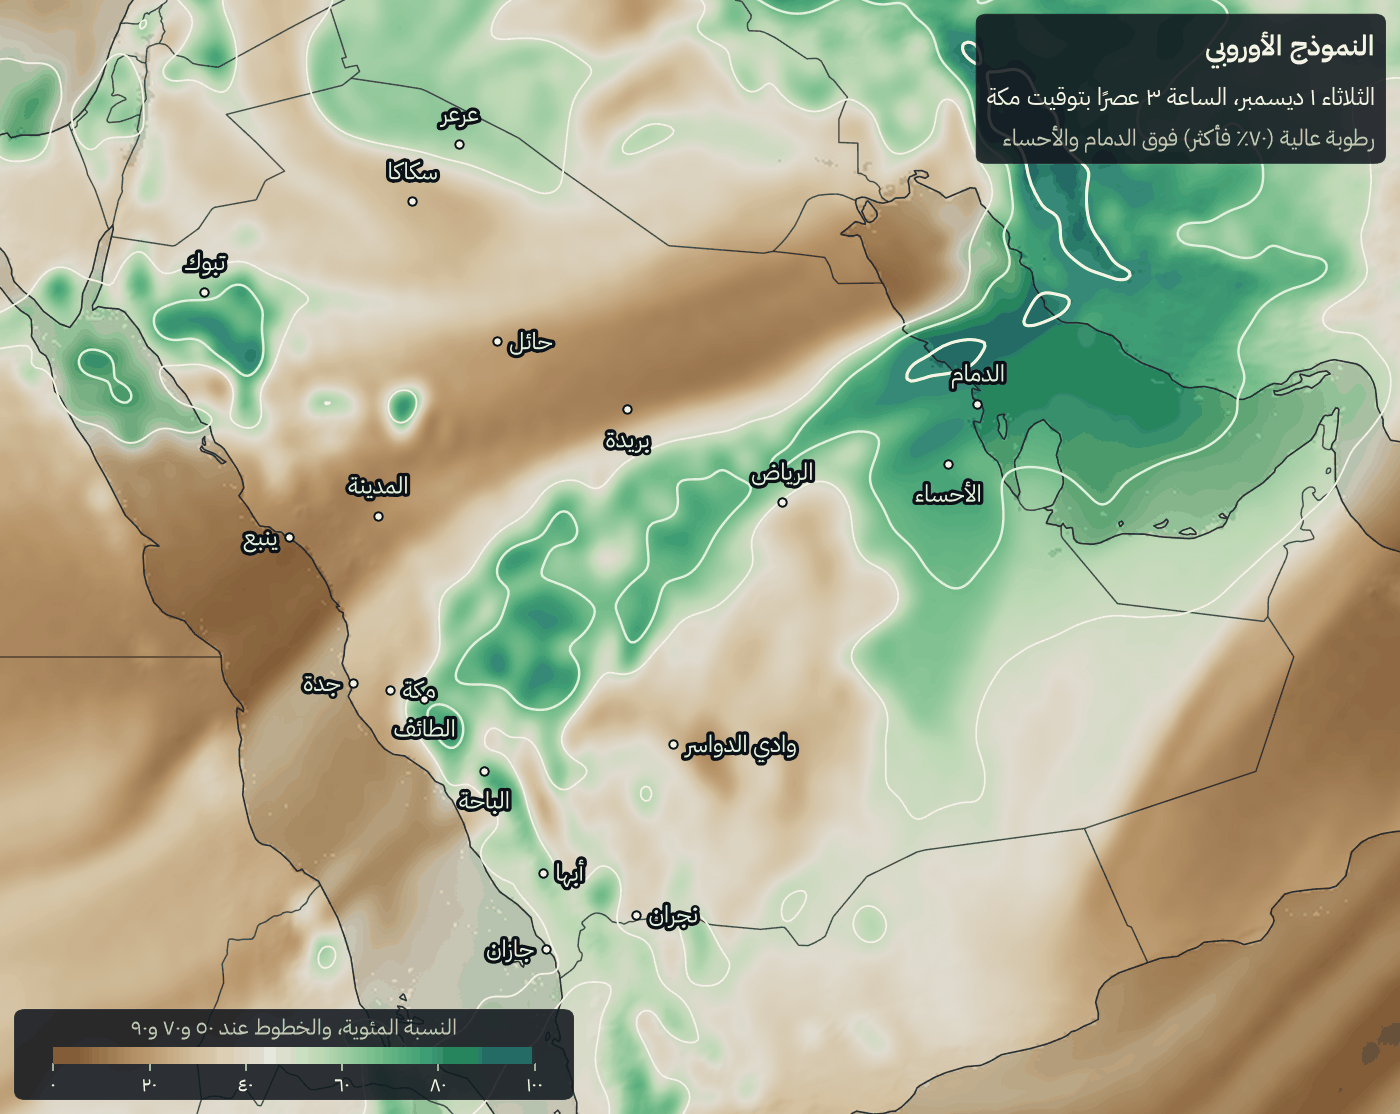 النموذج الأوروبي
الثلاثاء ١ ديسمبر، الساعة ٣ عصرًا بتوقيت مكة
رطوبة عالية (٧٠٪ فأكثر) فوق الدمام والأحساء
عرعر
سكاكا
تبوك
حائل
الدمام
بريدة
الرياض
المدينة
الأحساء
ينبع
جدة
مكة
الطائف
وادي الدواسر
الباحة
أبها
نجران
جازان
النسبة المئوية، والخطوط عند ٥٠ و٧٠ و٩٠
٠ ٢٠ ٤٠ ٦٠ ٨٠ ١٠٠